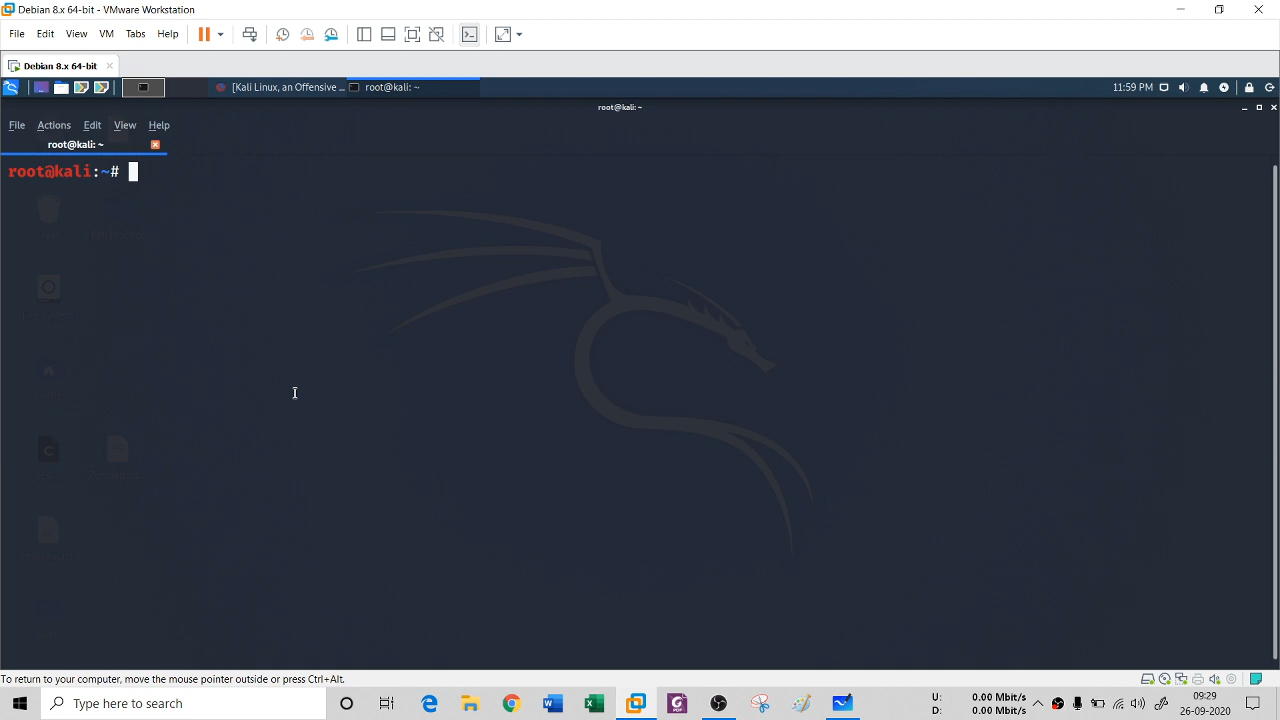 Debian 8.x 64-bit - VMware Workstation
File Edit View VM Tabs Help
Debian 8.x 64-bit
[Kali Linux, an Offensive ... root@kali: ~ 11:59 PM
root@kali: ~
File Actions Edit View Help
root@kali: ~
root@kali:~#
To return to your computer, move the mouse pointer outside or press Ctrl+Alt.
Type here to search
U: 0.00 Mbit/s
D: 0.00 Mbit/s
09:29
26-09-2020